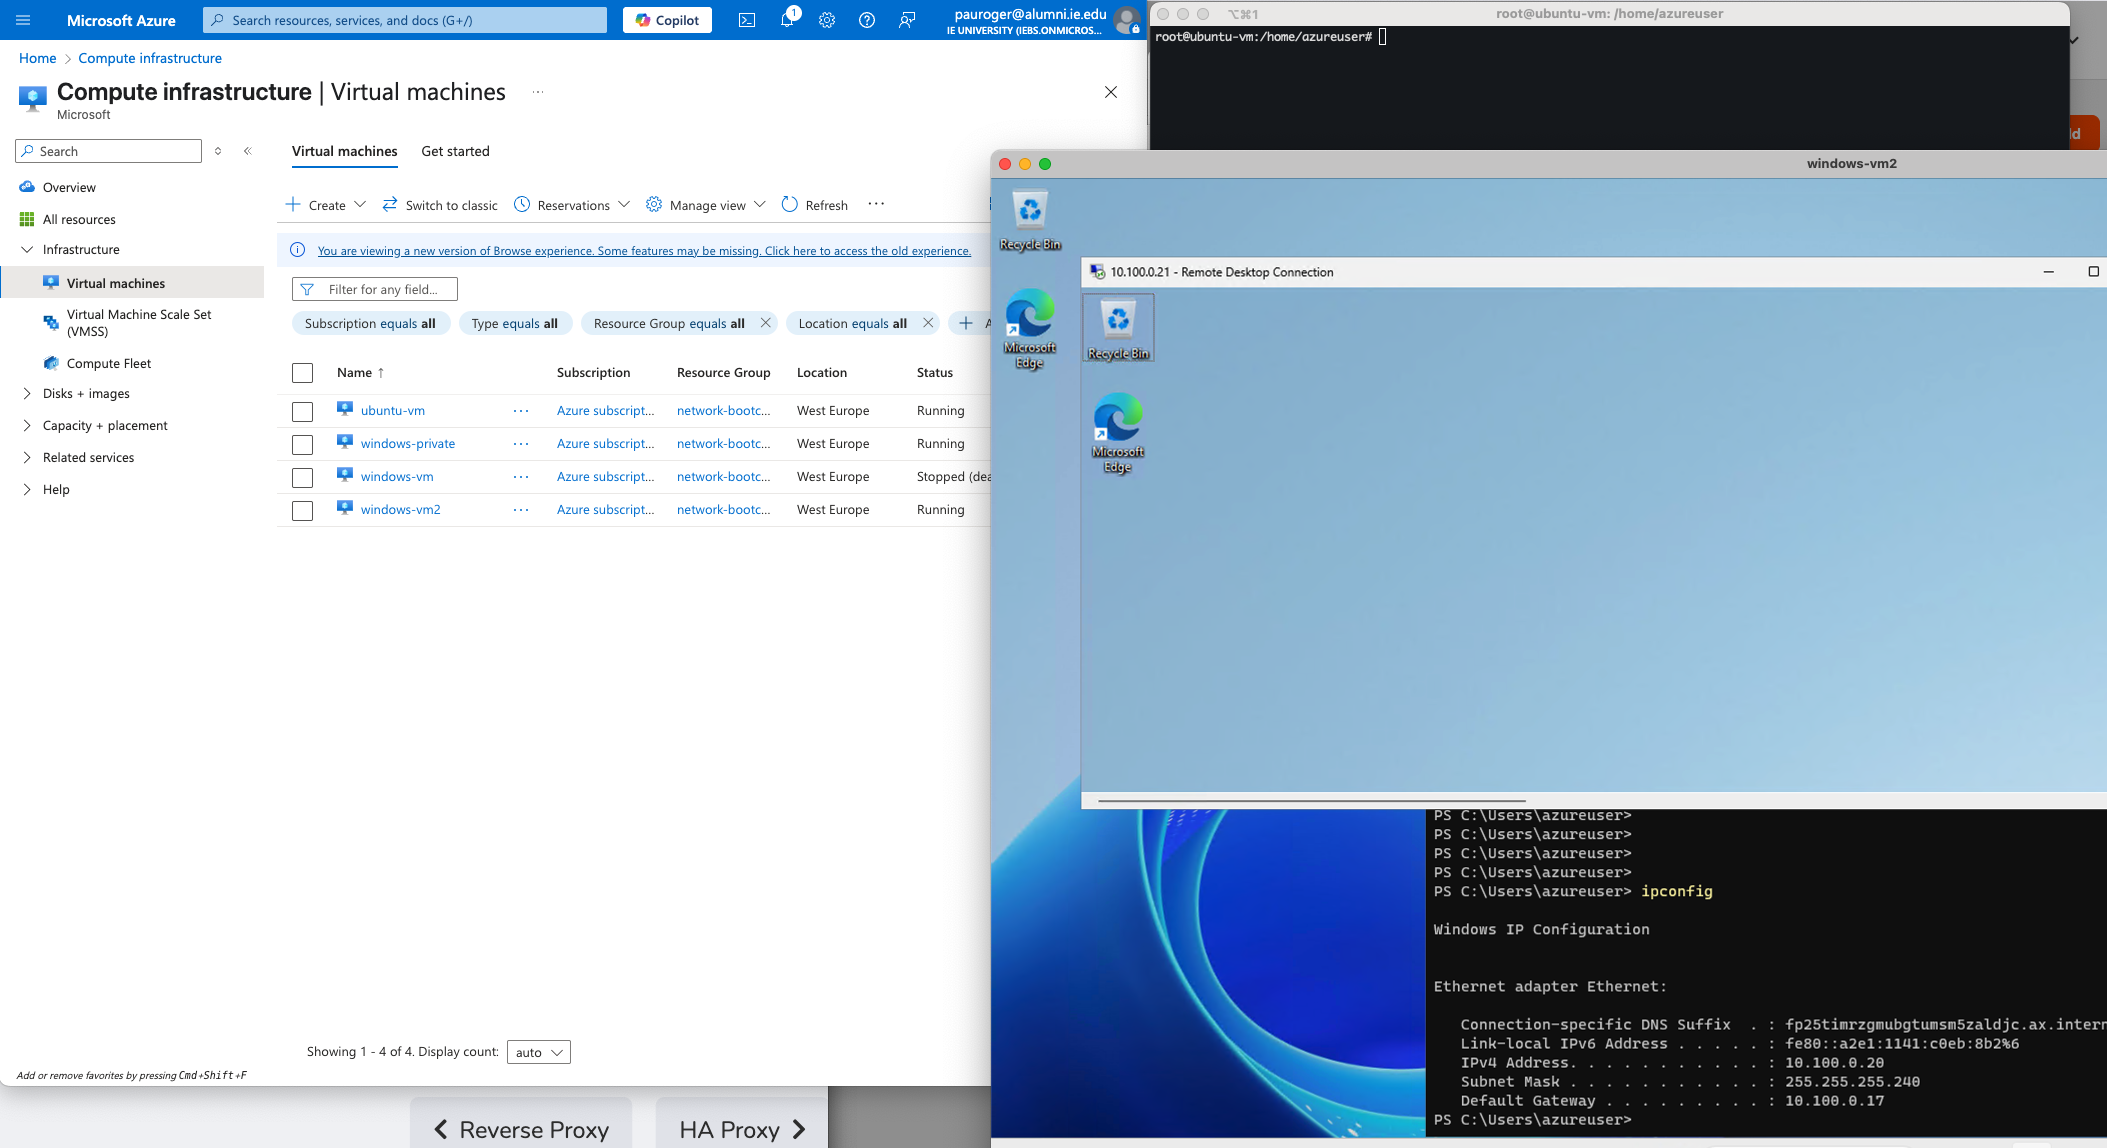 Microsoft Azure
Search resources, services, and docs (G+/)
Copilot
1
pauroger@alumni.ie.edu
IE UNIVERSITY (IEBS.ONMICROS...
Home > Compute infrastructure
Compute infrastructure | Virtual machines ...
Microsoft
Search
Overview
All resources
Infrastructure
Virtual machines
Virtual Machine Scale Set
(VMSS)
Compute Fleet
Disks + images
Capacity + placement
Related services
Help
Add or remove favorites by pressing Cmd+Shift+F
Virtual machines Get started
Create Switch to classic Reservations Manage view Refresh ...
You are viewing a new version of Browse experience. Some features may be missing. Click here to access the old experience.
Filter for any field...
Subscription equals all Type equals all Resource Group equals all Location equals all
Name ↑ Subscription Resource Group Location Status
ubuntu-vm ... Azure subscript... network-bootc... West Europe Running
windows-private ... Azure subscript... network-bootc... West Europe Running
windows-vm ... Azure subscript... network-bootc... West Europe Stopped (dea
windows-vm2 ... Azure subscript... network-bootc... West Europe Running
Showing 1 - 4 of 4. Display count: auto
Reverse Proxy
HA Proxy
⌥⌘1
root@ubuntu-vm: /home/azureuser
root@ubuntu-vm:/home/azureuser#
windows-vm2
Recycle Bin
Microsoft
Edge
10.100.0.21 - Remote Desktop Connection
Recycle Bin
Microsoft
Edge
PS C:\Users\azureuser>
PS C:\Users\azureuser>
PS C:\Users\azureuser>
PS C:\Users\azureuser>
PS C:\Users\azureuser> ipconfig
Windows IP Configuration
Ethernet adapter Ethernet:
Connection-specific DNS Suffix . : fp25timrzgmubgtumsm5zaldjc.ax.intern
Link-local IPv6 Address . . . . . : fe80::a2e1:1141:c0eb:8b2%6
IPv4 Address. . . . . . . . . . . : 10.100.0.20
Subnet Mask . . . . . . . . . . . : 255.255.255.240
Default Gateway . . . . . . . . . : 10.100.0.17
PS C:\Users\azureuser>